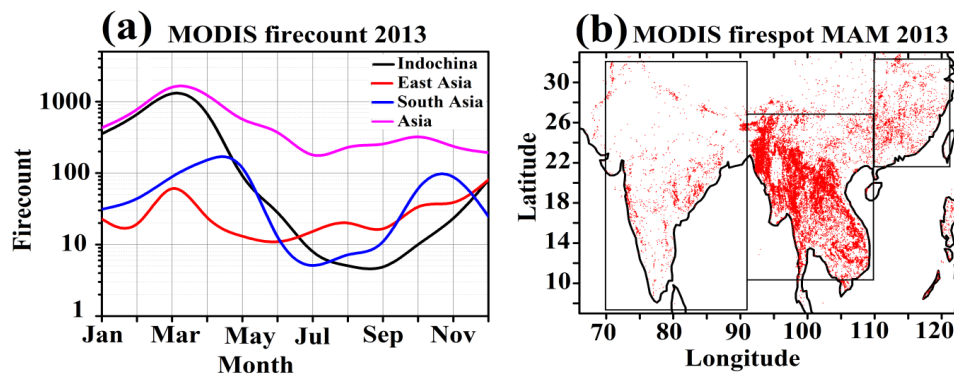 (a) MODIS firecount 2013
Indochina
East Asia
South Asia
Asia
1000
100
10
1
Firecount
Jan Mar May Jul Sep Nov
Month
(b) MODIS firespot MAM 2013
32
30
26
22
18
14
10
Latitude
70 80 90 100 110 120
Longitude